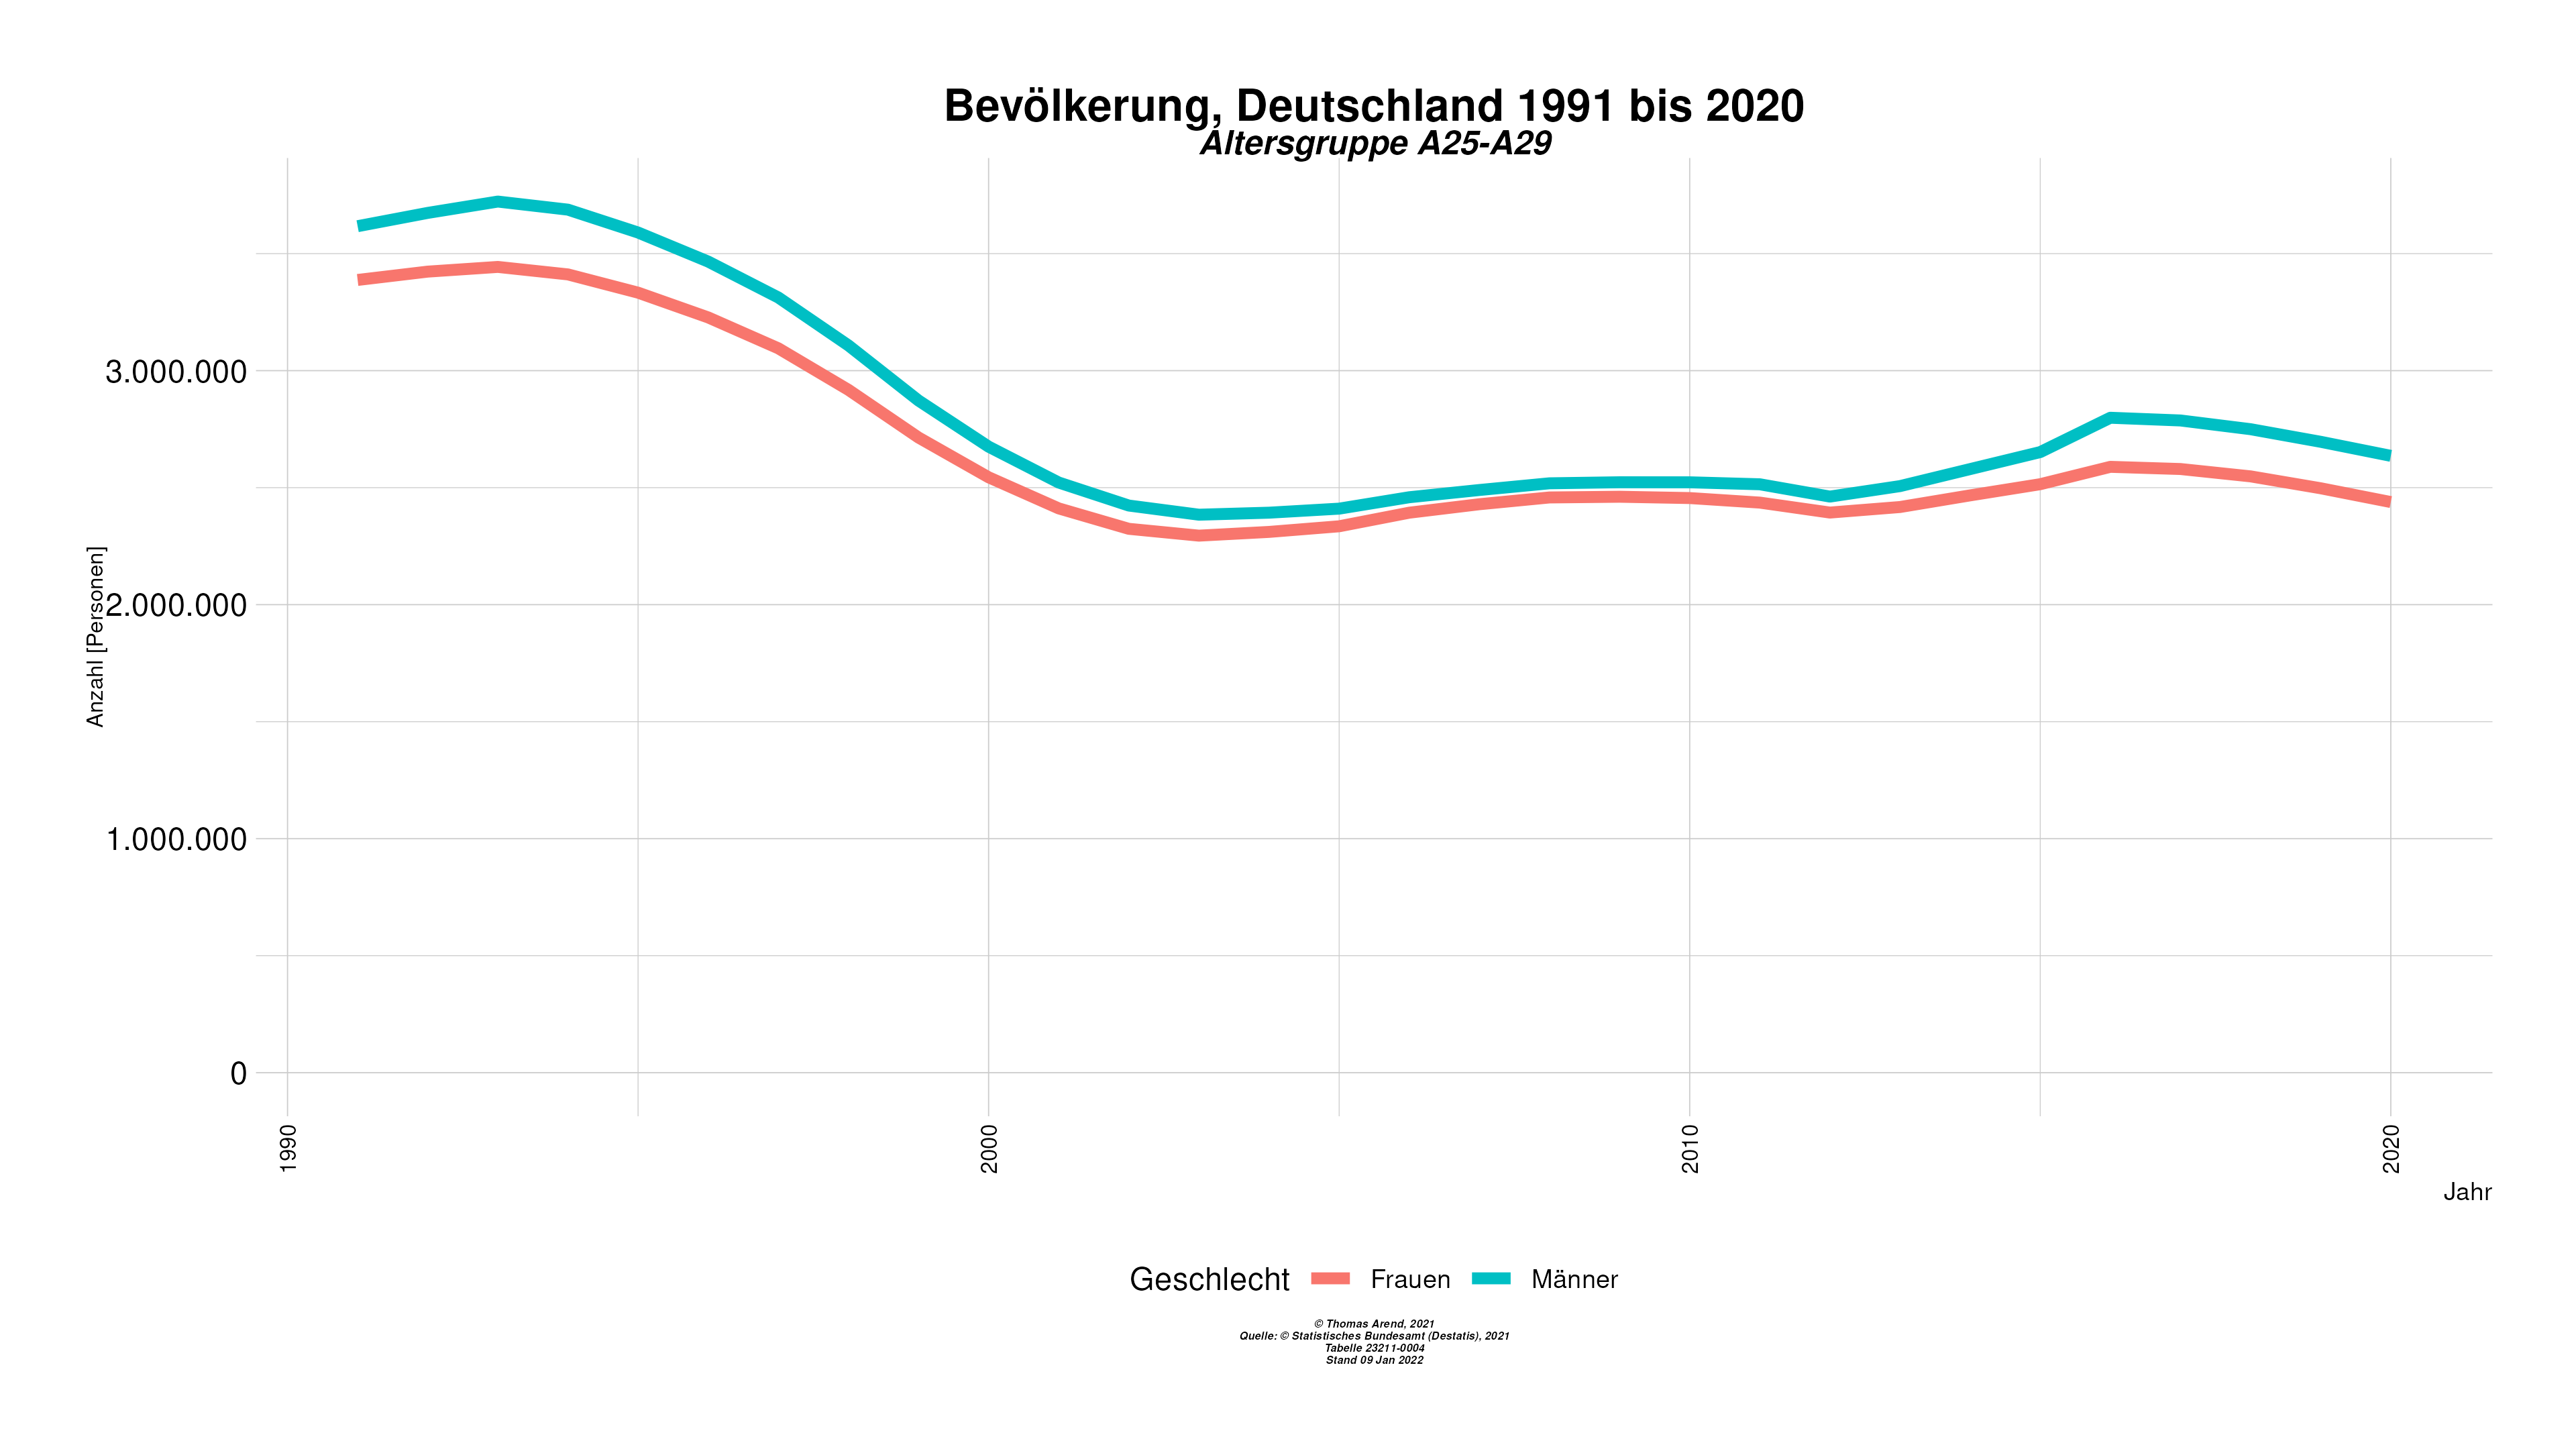 Bevölkerung, Deutschland 1991 bis 2020
Altersgruppe A25-A29
Anzahl [Personen]
3.000.000
2.000.000
1.000.000
0
1990
2000
2010
2020
Jahr
Geschlecht Frauen Männer
© Thomas Arend, 2021
Quelle: © Statistisches Bundesamt (Destatis), 2021
Tabelle 23211-0004
Stand 09 Jan 2022